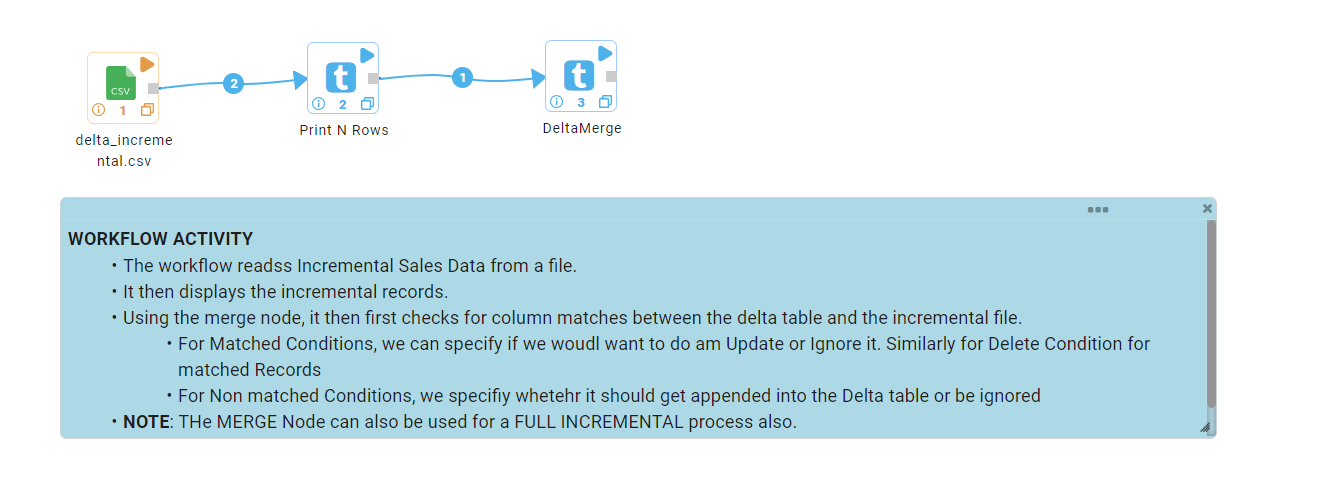 2
1
csv
t
t
1
2
3
delta_increme
ntal.csv
Print N Rows
DeltaMerge
WORKFLOW ACTIVITY
• The workflow readss Incremental Sales Data from a file.
• It then displays the incremental records.
• Using the merge node, it then first checks for column matches between the delta table and the incremental file.
• For Matched Conditions, we can specify if we woudl want to do am Update or Ignore it. Similarly for Delete Condition for
matched Records
• For Non matched Conditions, we specifiy whetehr it should get appended into the Delta table or be ignored
• NOTE: THe MERGE Node can also be used for a FULL INCREMENTAL process also.